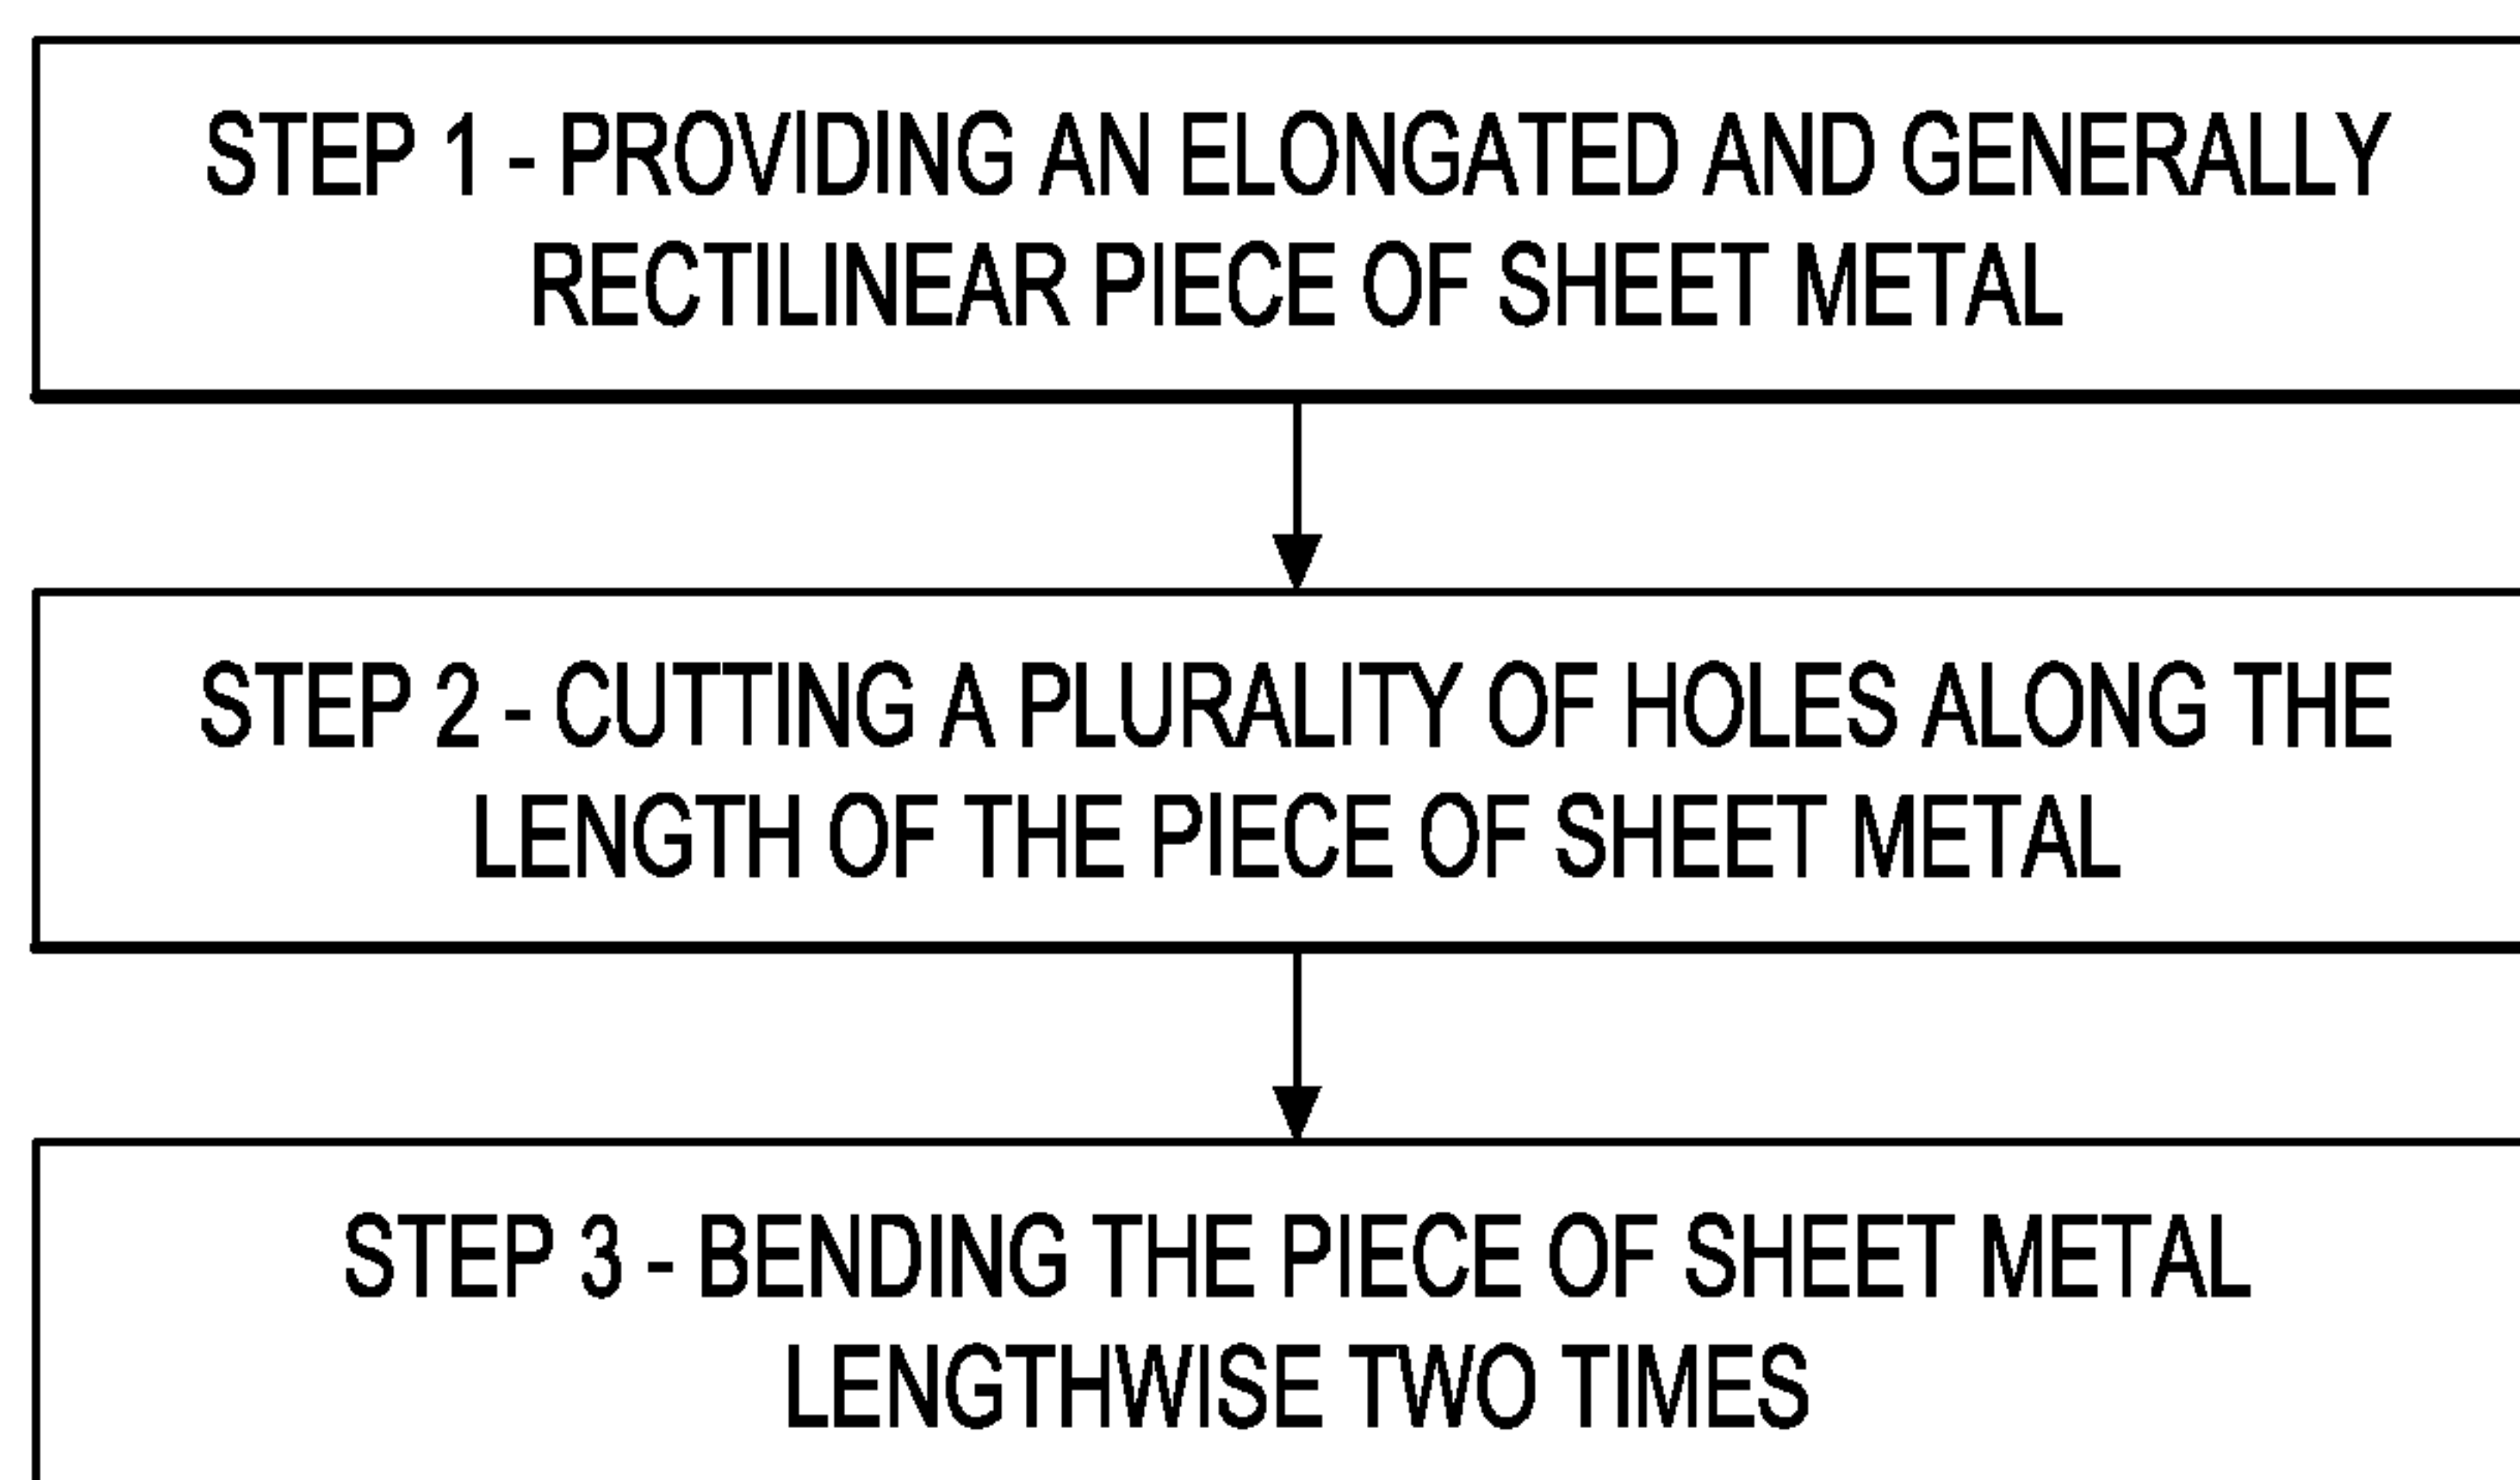 STEP 1 - PROVIDING AN ELONGATED AND GENERALLY
RECTILINEAR PIECE OF SHEET METAL
STEP 2 - CUTTING A PLURALITY OF HOLES ALONG THE
LENGTH OF THE PIECE OF SHEET METAL
STEP 3 - BENDING THE PIECE OF SHEET METAL
LENGTHWISE TWO TIMES